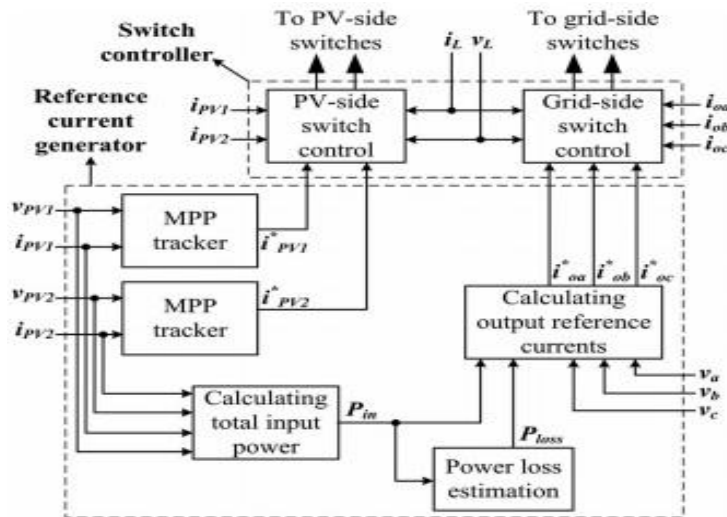 To PV-side switches
To grid-side switches
Switch controller
i_L v_L
Reference current generator
i_PV1
i_PV2
PV-side switch control
Grid-side switch control
i_oa
i_ob
i_oc
v_PV1
i_PV1
MPP tracker
i*_PV1
v_PV2
i_PV2
MPP tracker
i*_PV2
i*_oa i*_ob i*_oc
Calculating output reference currents
v_a
v_b
v_c
Calculating total input power
P_in
P_loss
Power loss estimation